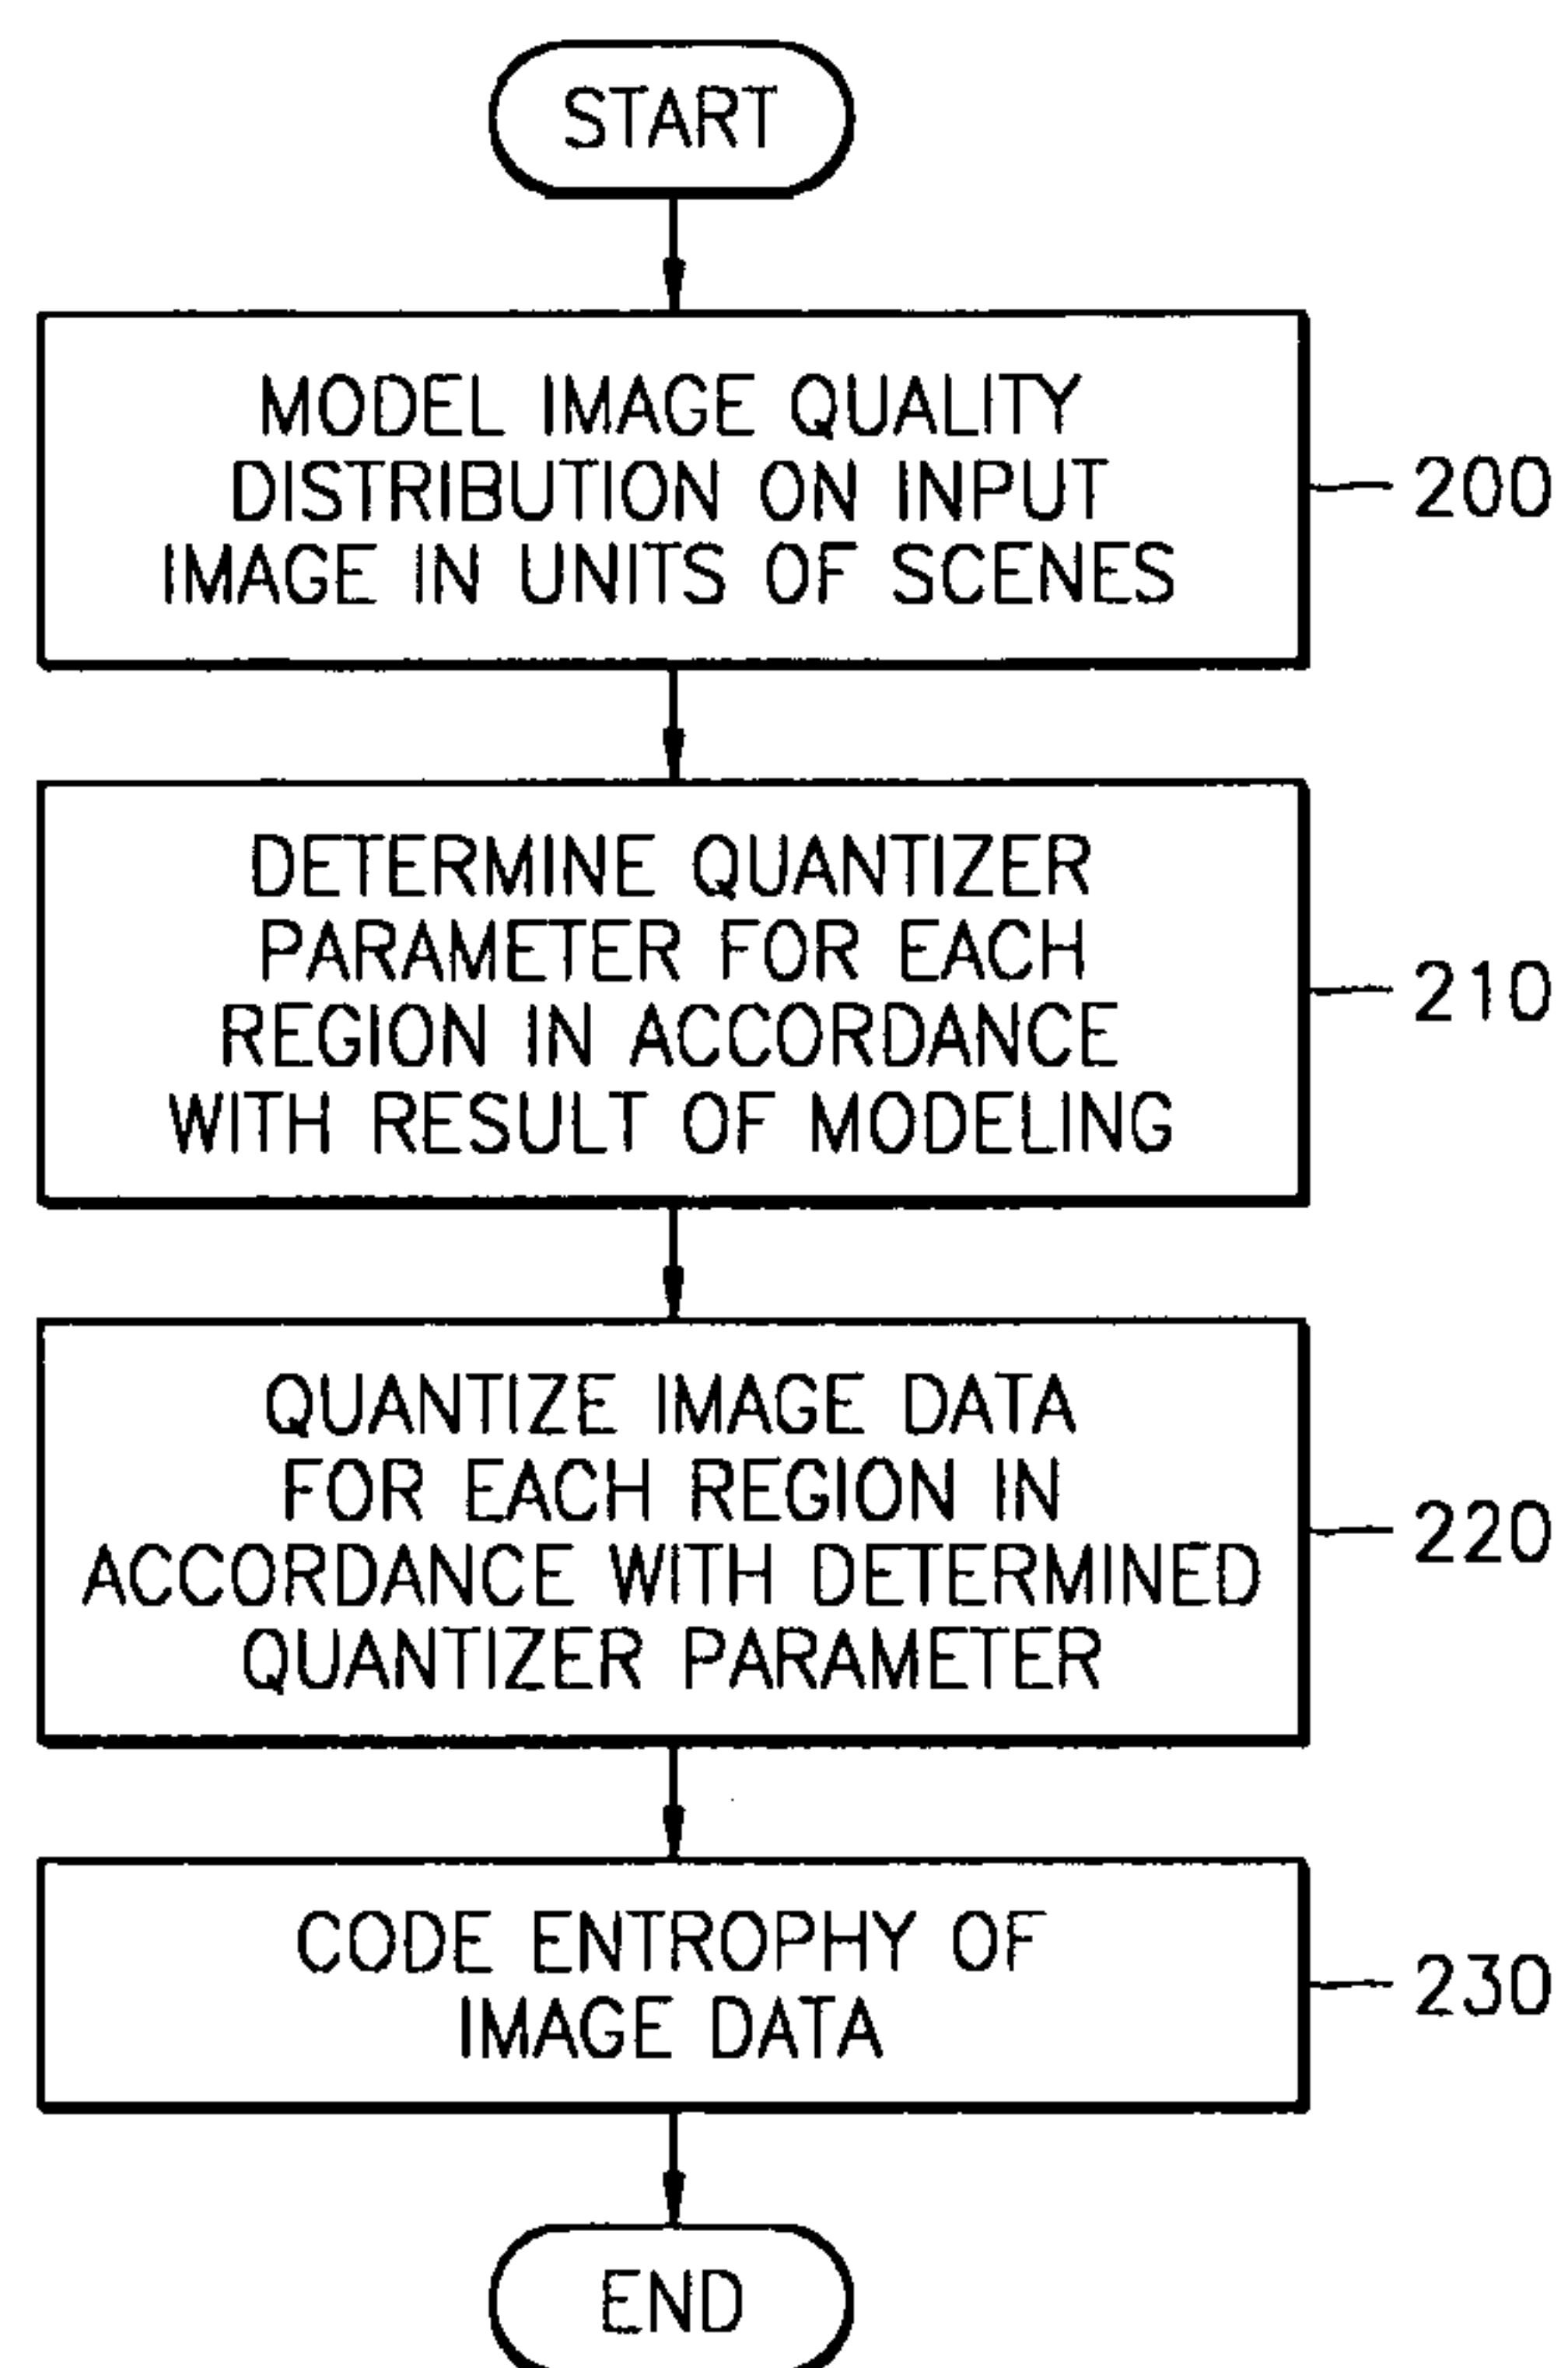 START
MODEL IMAGE QUALITY
DISTRIBUTION ON INPUT
IMAGE IN UNITS OF SCENES
200
DETERMINE QUANTIZER
PARAMETER FOR EACH
REGION IN ACCORDANCE
WITH RESULT OF MODELING
210
QUANTIZE IMAGE DATA
FOR EACH REGION IN
ACCORDANCE WITH DETERMINED
QUANTIZER PARAMETER
220
CODE ENTROPHY OF
IMAGE DATA
230
END